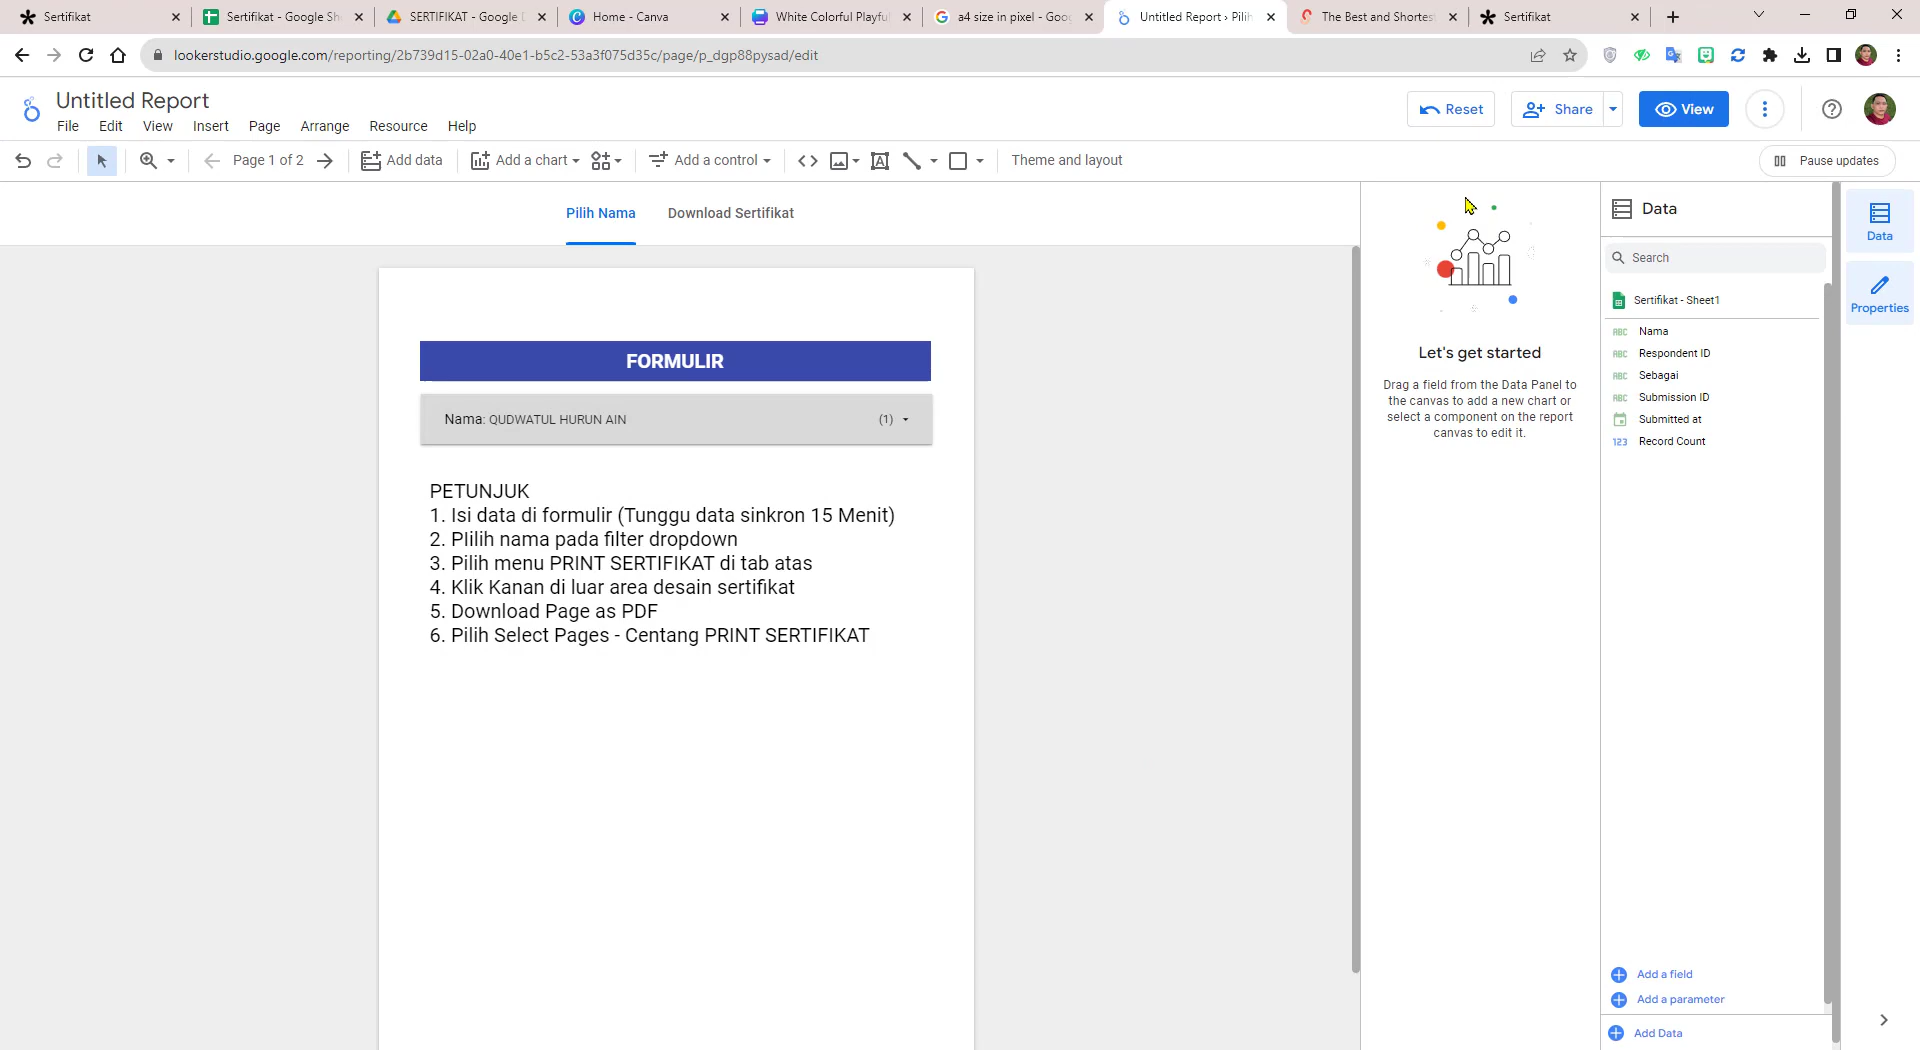 Sertifikat
Sertifikat - Google Sh
SERTIFIKAT - Google D
Home - Canva
White Colorful Playful
a4 size in pixel - Goo
Untitled Report › Pilih
The Best and Shortes
Sertifikat
lookerstudio.google.com/reporting/2b739d15-02a0-40e1-b5c2-53a3f075d35c/page/p_dgp88pysad/edit
Untitled Report
File Edit View Insert Page Arrange Resource Help
Reset
Share
View
Page 1 of 2
Add data
Add a chart
Add a control
Theme and layout
Pause updates
Pilih Nama
Download Sertifikat
FORMULIR
Nama: QUDWATUL HURUN AIN (1)
PETUNJUK
1. Isi data di formulir (Tunggu data sinkron 15 Menit)
2. PIilih nama pada filter dropdown
3. Pilih menu PRINT SERTIFIKAT di tab atas
4. Klik Kanan di luar area desain sertifikat
5. Download Page as PDF
6. Pilih Select Pages - Centang PRINT SERTIFIKAT
Let's get started
Drag a field from the Data Panel to
the canvas to add a new chart or
select a component on the report
canvas to edit it.
Data
Search
Sertifikat - Sheet1
ABC Nama
ABC Respondent ID
ABC Sebagai
ABC Submission ID
Submitted at
123 Record Count
Add a field
Add a parameter
Add Data
Data
Properties